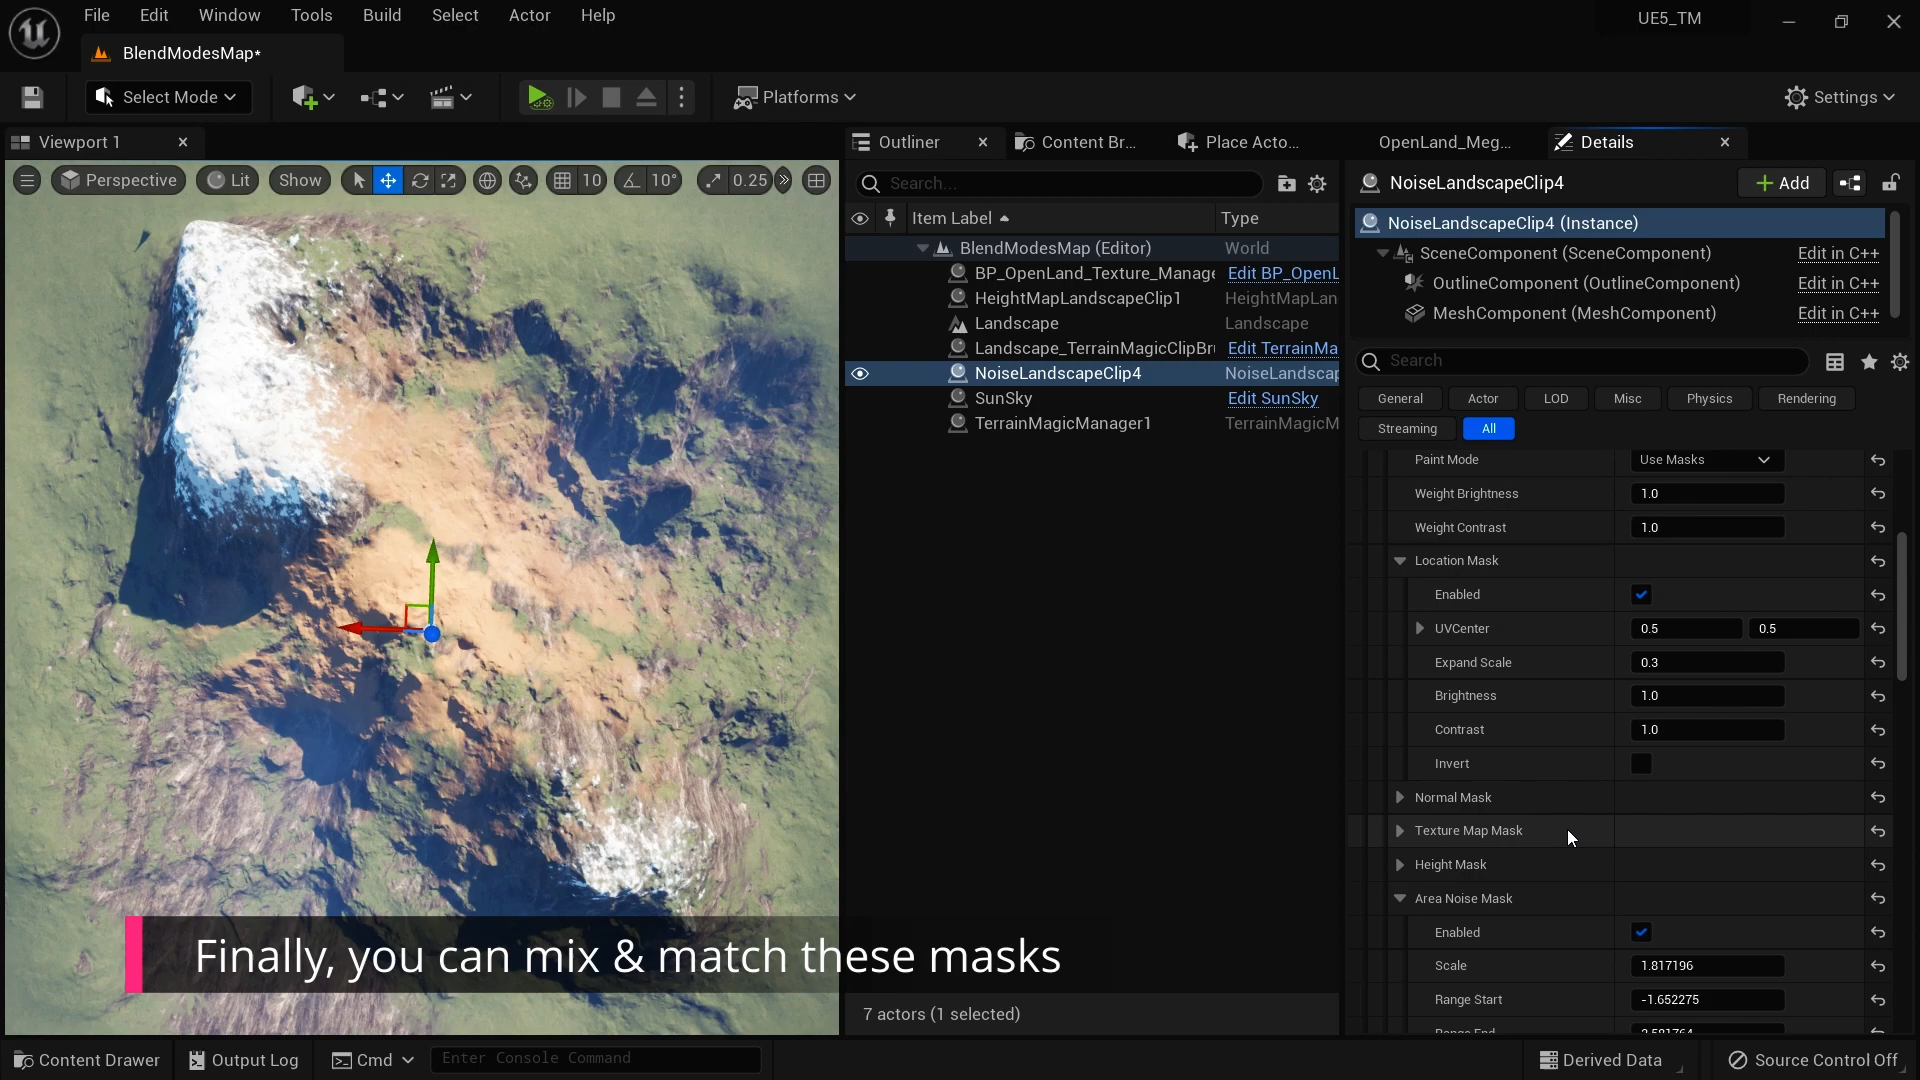 File Edit Window Tools Build Select Actor Help
UE5_TM
BlendModesMap*
Select Mode
Platforms
Settings
Viewport 1
Outliner
Content Br...
Place Acto...
OpenLand_Meg...
Details
Perspective
Lit
Show
10
10°
0.25
Search...
NoiseLandscapeClip4
Add
Item Label
Type
NoiseLandscapeClip4 (Instance)
BlendModesMap (Editor) World
SceneComponent (SceneComponent) Edit in C++
BP_OpenLand_Texture_Manage Edit BP_OpenL
OutlineComponent (OutlineComponent) Edit in C++
HeightMapLandscapeClip1 HeightMapLan
MeshComponent (MeshComponent) Edit in C++
Landscape Landscape
Landscape_TerrainMagicClipBr Edit TerrainMa
Search
NoiseLandscapeClip4 NoiseLandscap
SunSky Edit SunSky
General Actor LOD Misc Physics Rendering
TerrainMagicManager1 TerrainMagicM
Streaming All
Paint Mode Use Masks
Weight Brightness 1.0
Weight Contrast 1.0
Location Mask
Enabled
UVCenter 0.5 0.5
Expand Scale 0.3
Brightness 1.0
Contrast 1.0
Invert
Normal Mask
Texture Map Mask
Height Mask
Area Noise Mask
Enabled
Scale 1.817196
Range Start -1.652275
Range End 2.581764
Finally, you can mix & match these masks
7 actors (1 selected)
Content Drawer
Output Log
Cmd
Enter Console Command
Derived Data
Source Control Off